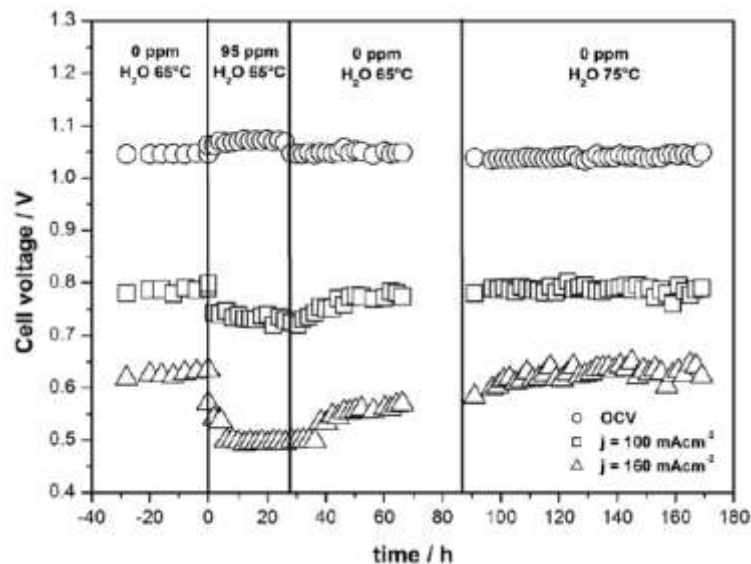 0 ppm
H₂O 65°C
95 ppm
H₂O 65°C
0 ppm
H₂O 65°C
0 ppm
H₂O 75°C
Cell voltage / V
1.3
1.2
1.1
1.0
0.9
0.8
0.7
0.6
0.5
0.4
OCV
j = 100 mAcm⁻²
j = 160 mAcm⁻²
-40 -20 0 20 40 60 80 100 120 140 160 180
time / h